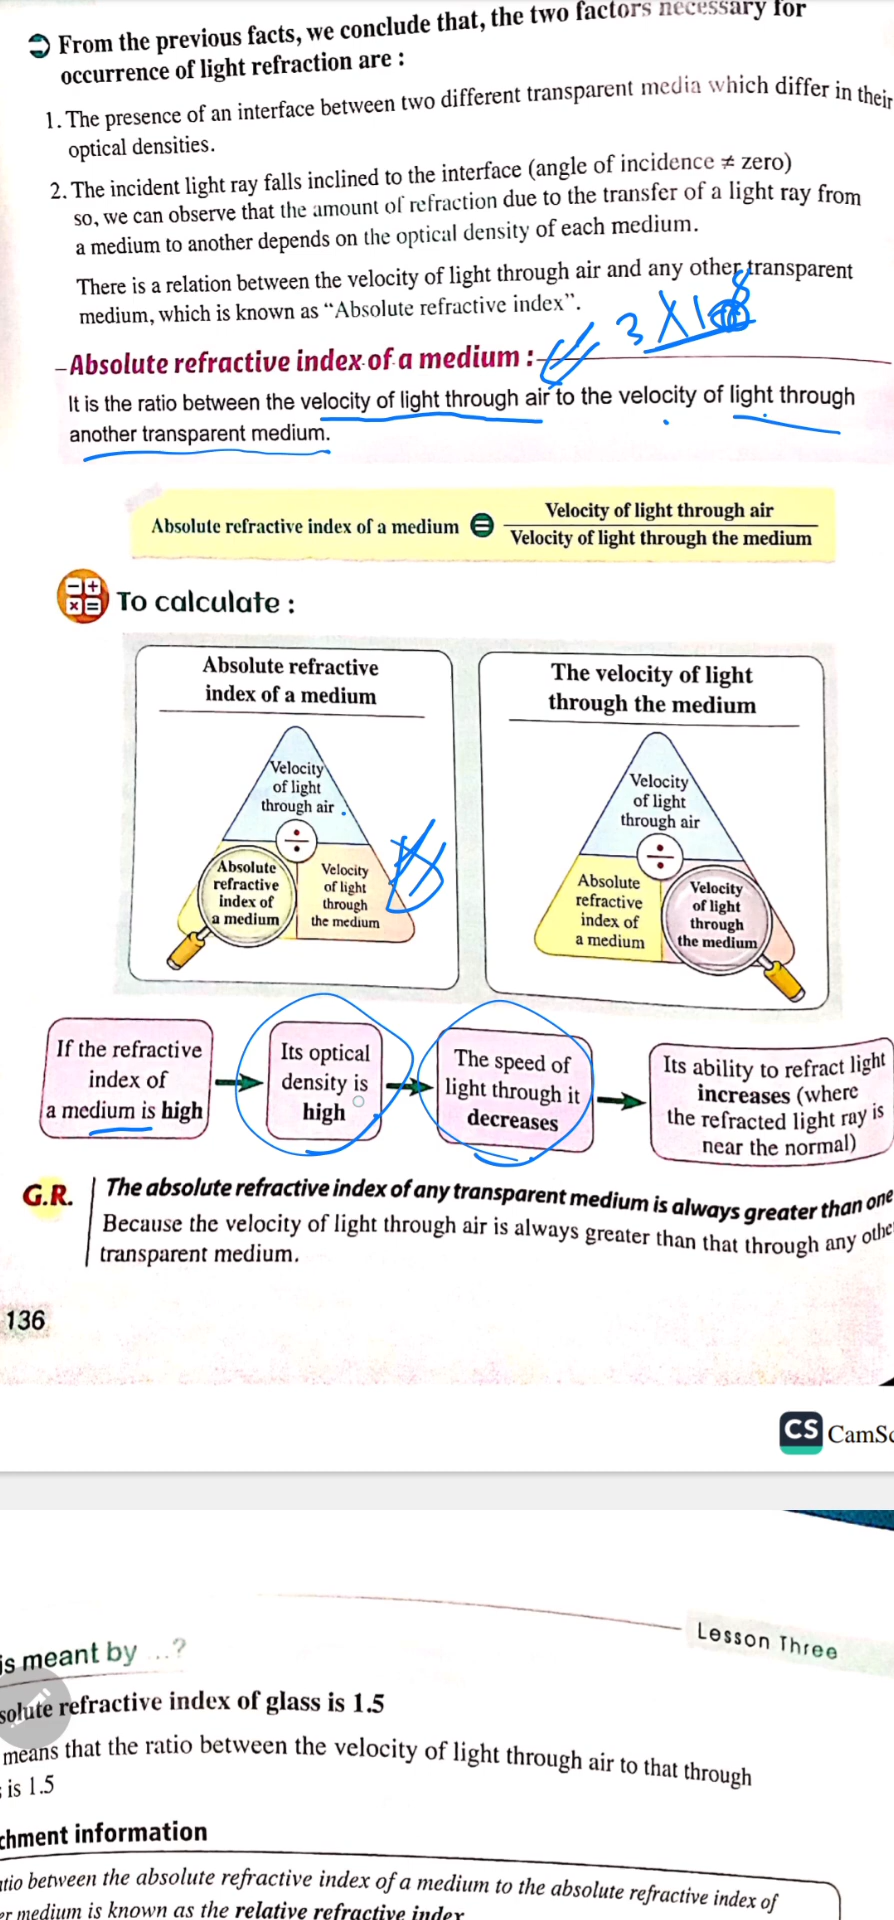 From the previous facts, we conclude that, the two factors necessary for
occurrence of light refraction are :
1. The presence of an interface between two different transparent media which differ in their
optical densities.
2. The incident light ray falls inclined to the interface (angle of incidence ≠ zero)
so, we can observe that the amount of refraction due to the transfer of a light ray from
a medium to another depends on the optical density of each medium.
There is a relation between the velocity of light through air and any other transparent
medium, which is known as “Absolute refractive index”.
3 X 10 8
Absolute refractive index of a medium :
It is the ratio between the velocity of light through air to the velocity of light through
another transparent medium.
Velocity of light through air
Absolute refractive index of a medium =
Velocity of light through the medium
− +
× =
To calculate :
Absolute refractive
index of a medium
Velocity
of light
through air
÷
Absolute
refractive
index of
a medium
Velocity
of light
through
the medium
The velocity of light
through the medium
Velocity
of light
through air
÷
Absolute
refractive
index of
a medium
Velocity
of light
through
the medium
If the refractive
index of
a medium is high
Its optical
density is
high
The speed of
light through it
decreases
Its ability to refract light
increases (where
the refracted light ray is
near the normal)
G.R.
The absolute refractive index of any transparent medium is always greater than one
Because the velocity of light through air is always greater than that through any othe
transparent medium.
136
CS CamSc
Lesson Three
is meant by ...?
solute refractive index of glass is 1.5
means that the ratio between the velocity of light through air to that through
is 1.5
chment information
atio between the absolute refractive index of a medium to the absolute refractive index of
er medium is known as the relative refractive index